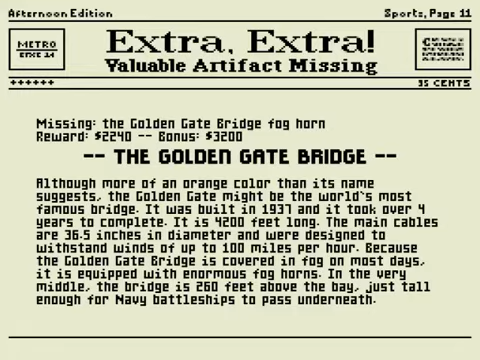 Afternoon Edition
Sports, Page 11
METRO
Extra, Extra!
Valuable Artifact Missing
++++++
35 CENTS
Missing: the Golden Gate Bridge fog horn
Reward: $2240 -- Bonus: $3200
-- THE GOLDEN GATE BRIDGE --
Although more of an orange color than its name
suggests, the Golden Gate might be the world's most
famous bridge. It was built in 1937 and it took over 4
years to complete. It is 4200 feet long. The main cables
are 36.5 inches in diameter and were designed to
withstand winds of up to 100 miles per hour. Because
the Golden Gate Bridge is covered in fog on most days,
it is equipped with enormous fog horns. In the very
middle, the bridge is 260 feet above the bay, just tall
enough for Navy battleships to pass underneath.